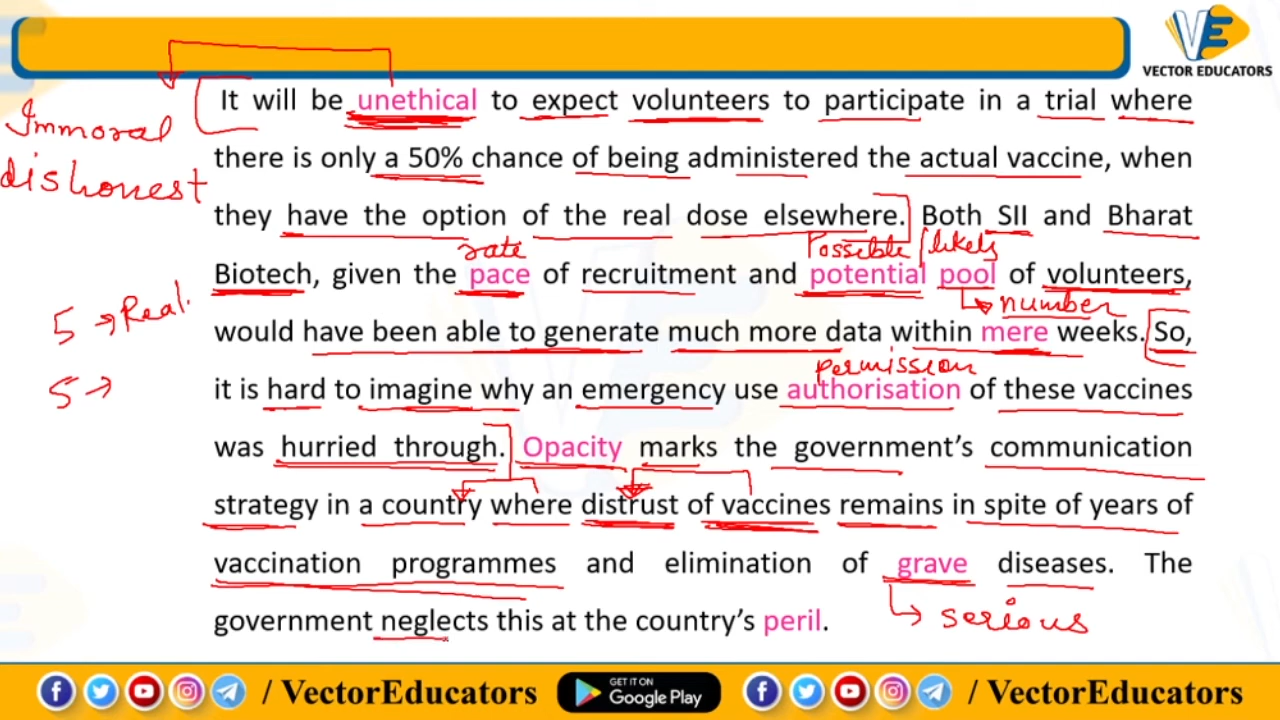 VE
VECTOR EDUCATORS
It will be unethical to expect volunteers to participate in a trial where
Immoral
there is only a 50% chance of being administered the actual vaccine, when
dishonest
they have the option of the real dose elsewhere. Both SII and Bharat
rate Possible / likely
Biotech, given the pace of recruitment and potential pool of volunteers,
5 → Real.
number
would have been able to generate much more data within mere weeks. So,
permission
5 →
it is hard to imagine why an emergency use authorisation of these vaccines
was hurried through. Opacity marks the government’s communication
strategy in a country where distrust of vaccines remains in spite of years of
vaccination programmes and elimination of grave diseases. The
serious
government neglects this at the country’s peril.
/ VectorEducators GET IT ON Google Play / VectorEducators